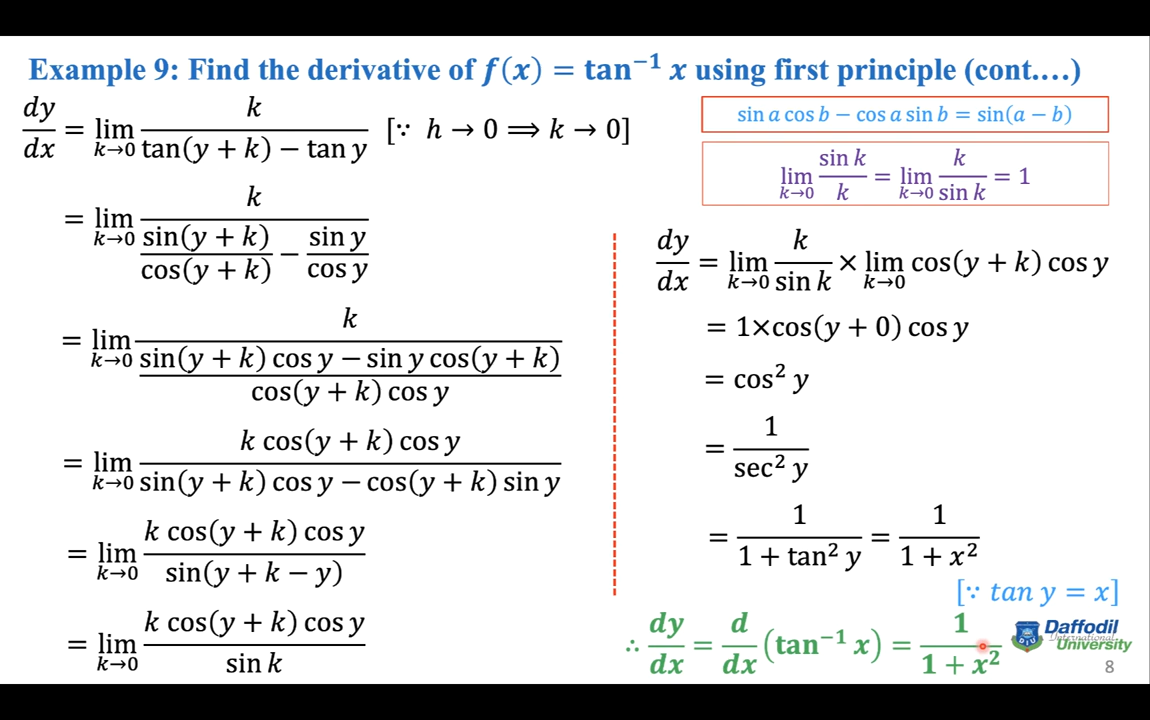 Example 9: Find the derivative of f(x) = tan⁻¹ x using first principle (cont....)
dy/dx = lim k→0 k / (tan(y + k) − tan y) [∵ h → 0 ⟹ k → 0]
= lim k→0 k / (sin(y + k)/cos(y + k) − sin y/cos y)
= lim k→0 k / ((sin(y + k) cos y − sin y cos(y + k)) / (cos(y + k) cos y))
= lim k→0 k cos(y + k) cos y / (sin(y + k) cos y − cos(y + k) sin y)
= lim k→0 k cos(y + k) cos y / sin(y + k − y)
= lim k→0 k cos(y + k) cos y / sin k
sin a cos b − cos a sin b = sin(a − b)
lim k→0 sin k / k = lim k→0 k / sin k = 1
dy/dx = lim k→0 k / sin k × lim k→0 cos(y + k) cos y
= 1×cos(y + 0) cos y
= cos² y
= 1 / sec² y
= 1 / (1 + tan² y) = 1 / (1 + x²)
[∵ tan y = x]
∴ dy/dx = d/dx (tan⁻¹ x) = 1 / (1 + x²)
Daffodil
International
University
8